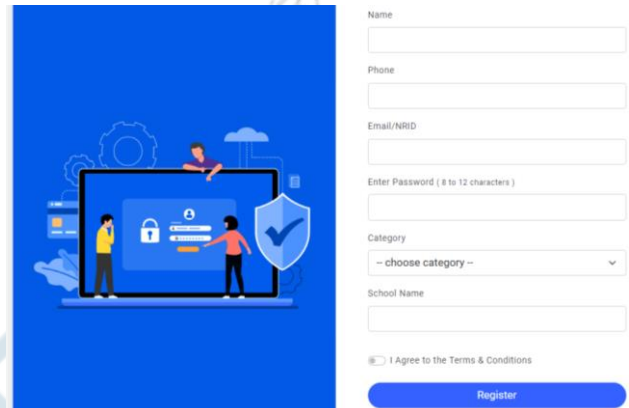 Name
Phone
Email/NRID
Enter Password ( 8 to 12 characters )
Category
-- choose category --
School Name
I Agree to the Terms & Conditions
Register